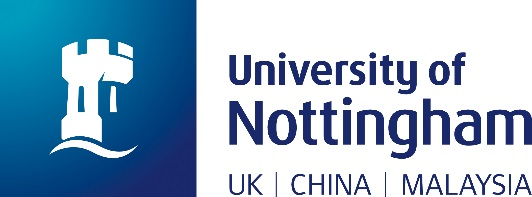 University of
Nottingham
UK | CHINA | MALAYSIA